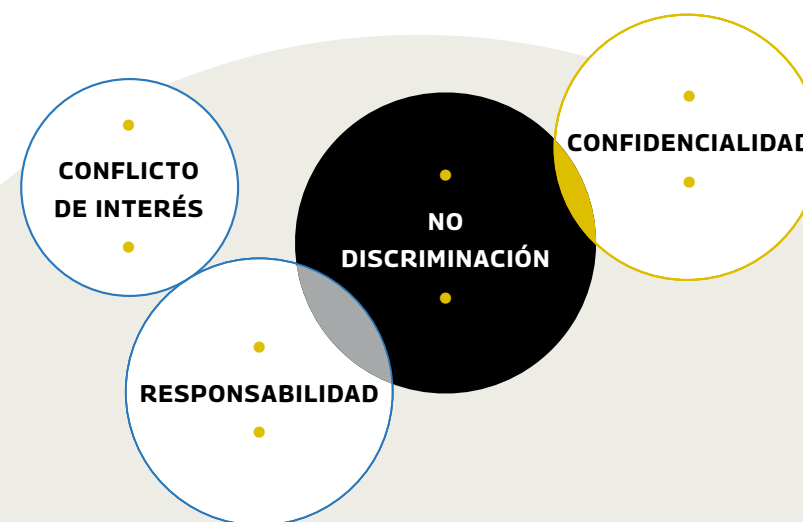 CONFLICTO
DE INTERÉS
NO
DISCRIMINACIÓN
CONFIDENCIALIDAD
RESPONSABILIDAD